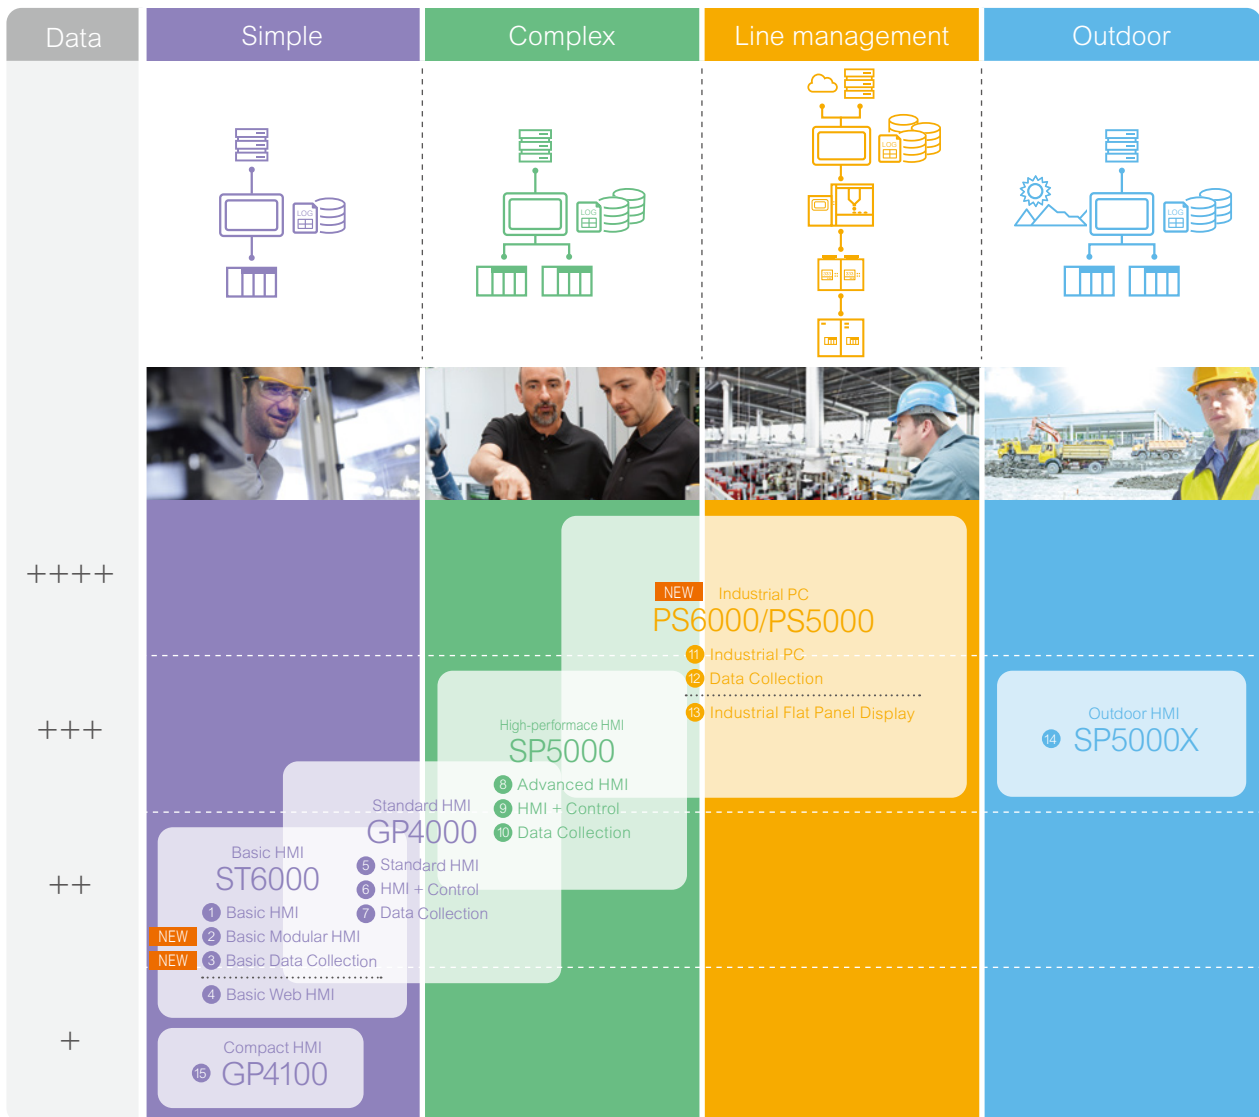 Data
Simple
Complex
Line management
Outdoor
LOG
LOG
LOG
LOG
++++
NEW Industrial PC
PS6000/PS5000
11 Industrial PC
12 Data Collection
13 Industrial Flat Panel Display
+++
High-performace HMI
SP5000
8 Advanced HMI
9 HMI + Control
10 Data Collection
Outdoor HMI
14 SP5000X
++
Standard HMI
GP4000
5 Standard HMI
6 HMI + Control
7 Data Collection
Basic HMI
ST6000
1 Basic HMI
NEW 2 Basic Modular HMI
NEW 3 Basic Data Collection
4 Basic Web HMI
+
Compact HMI
15 GP4100